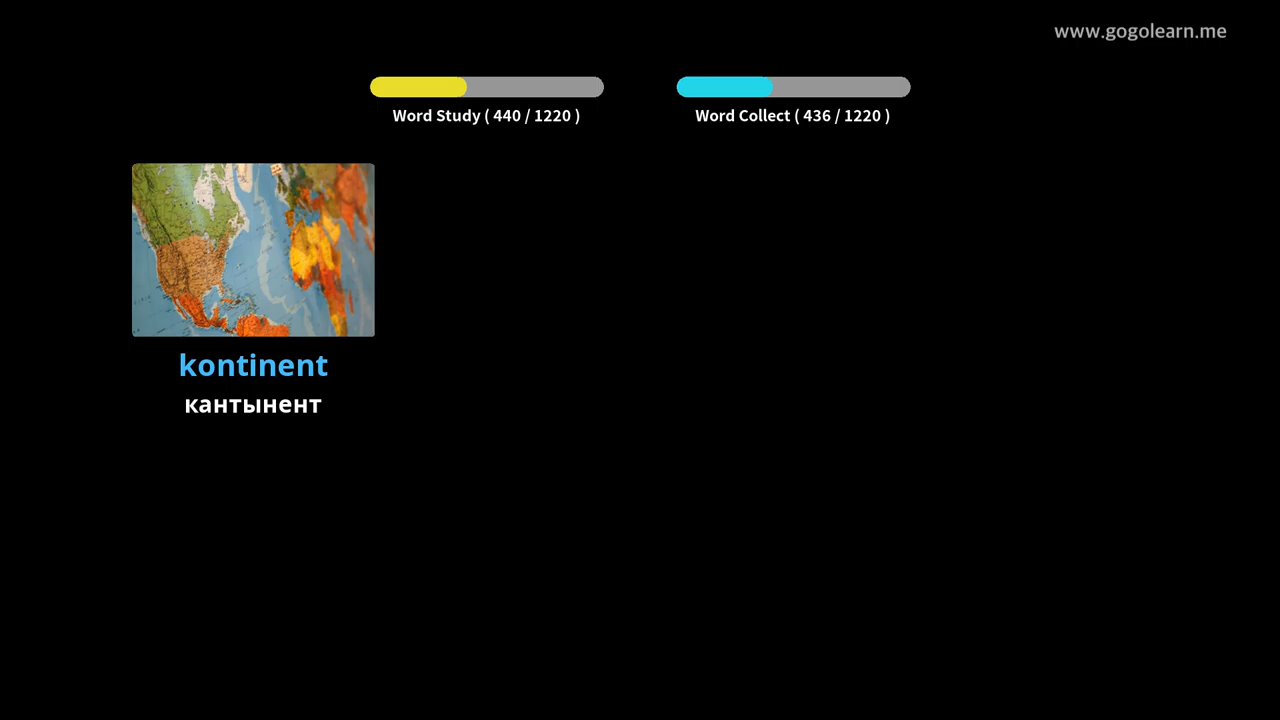 www.gogolearn.me
Word Study ( 440 / 1220 )
Word Collect ( 436 / 1220 )
kontinent
кантынент